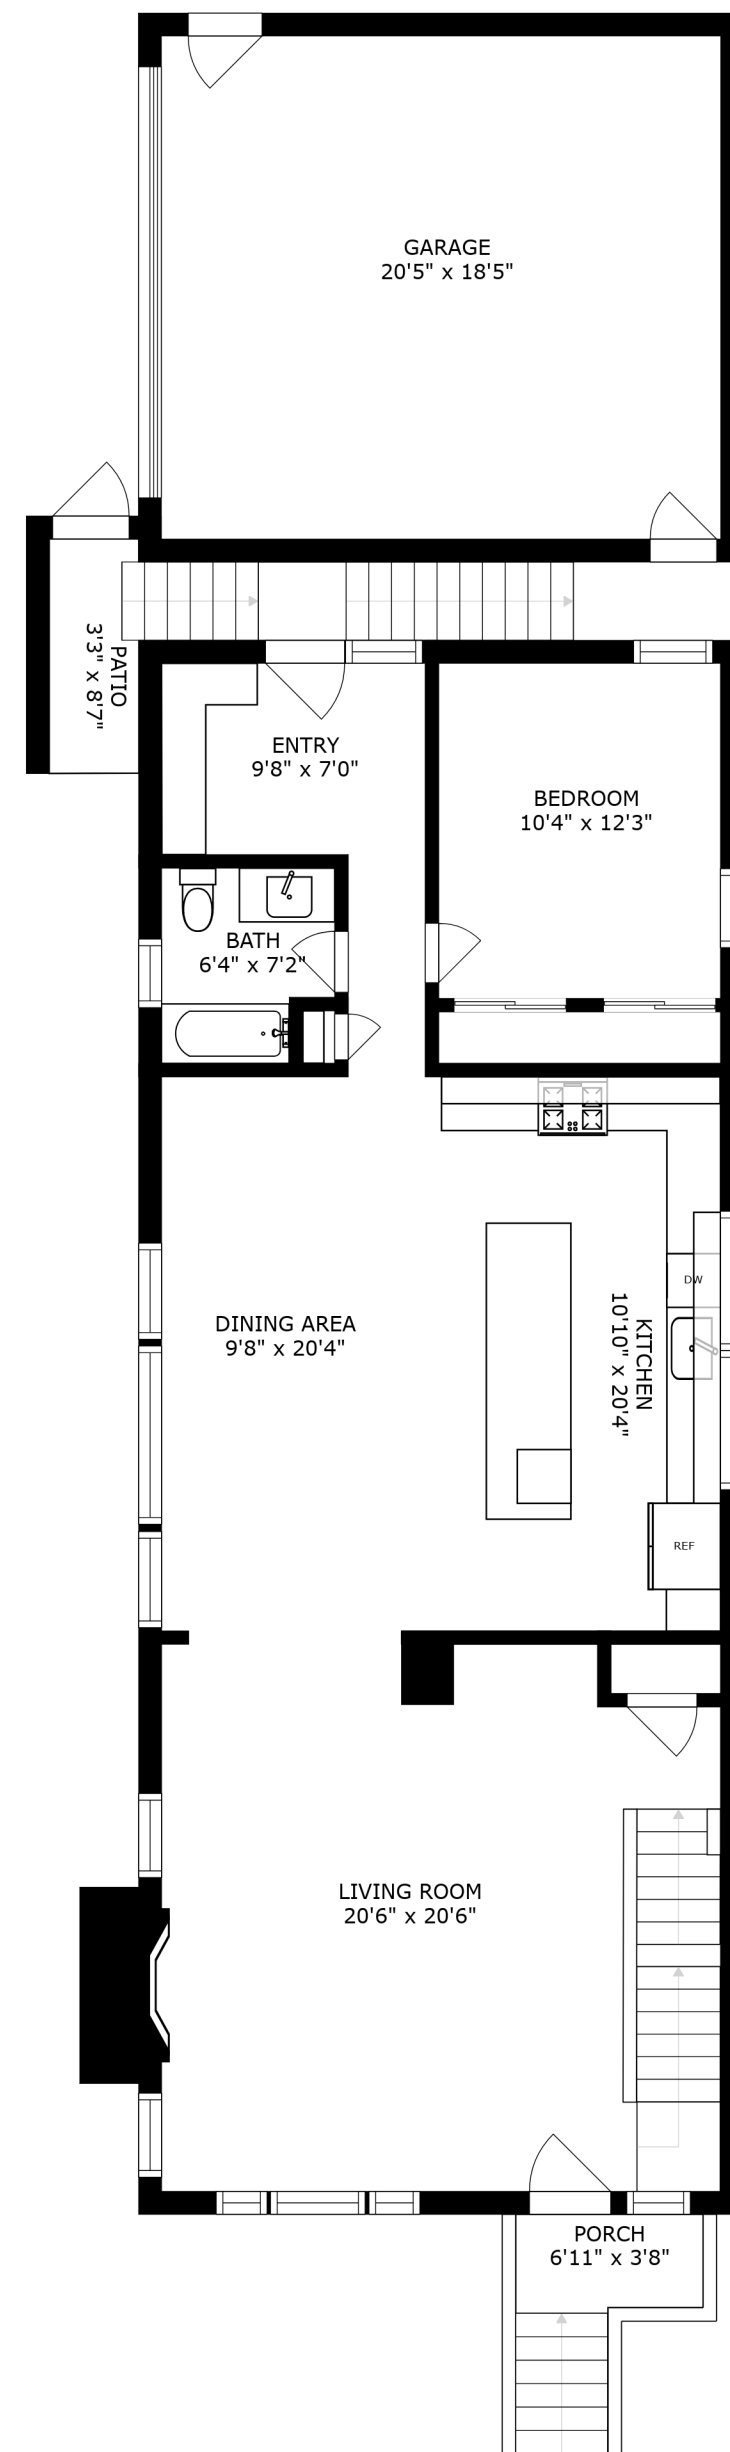 GARAGE
20'5" x 18'5"
PATIO
3'3" x 8'7"
ENTRY
9'8" x 7'0"
BEDROOM
10'4" x 12'3"
BATH
6'4" x 7'2"
DINING AREA
9'8" x 20'4"
DW
KITCHEN
10'10" x 20'4"
REF
LIVING ROOM
20'6" x 20'6"
PORCH
6'11" x 3'8"